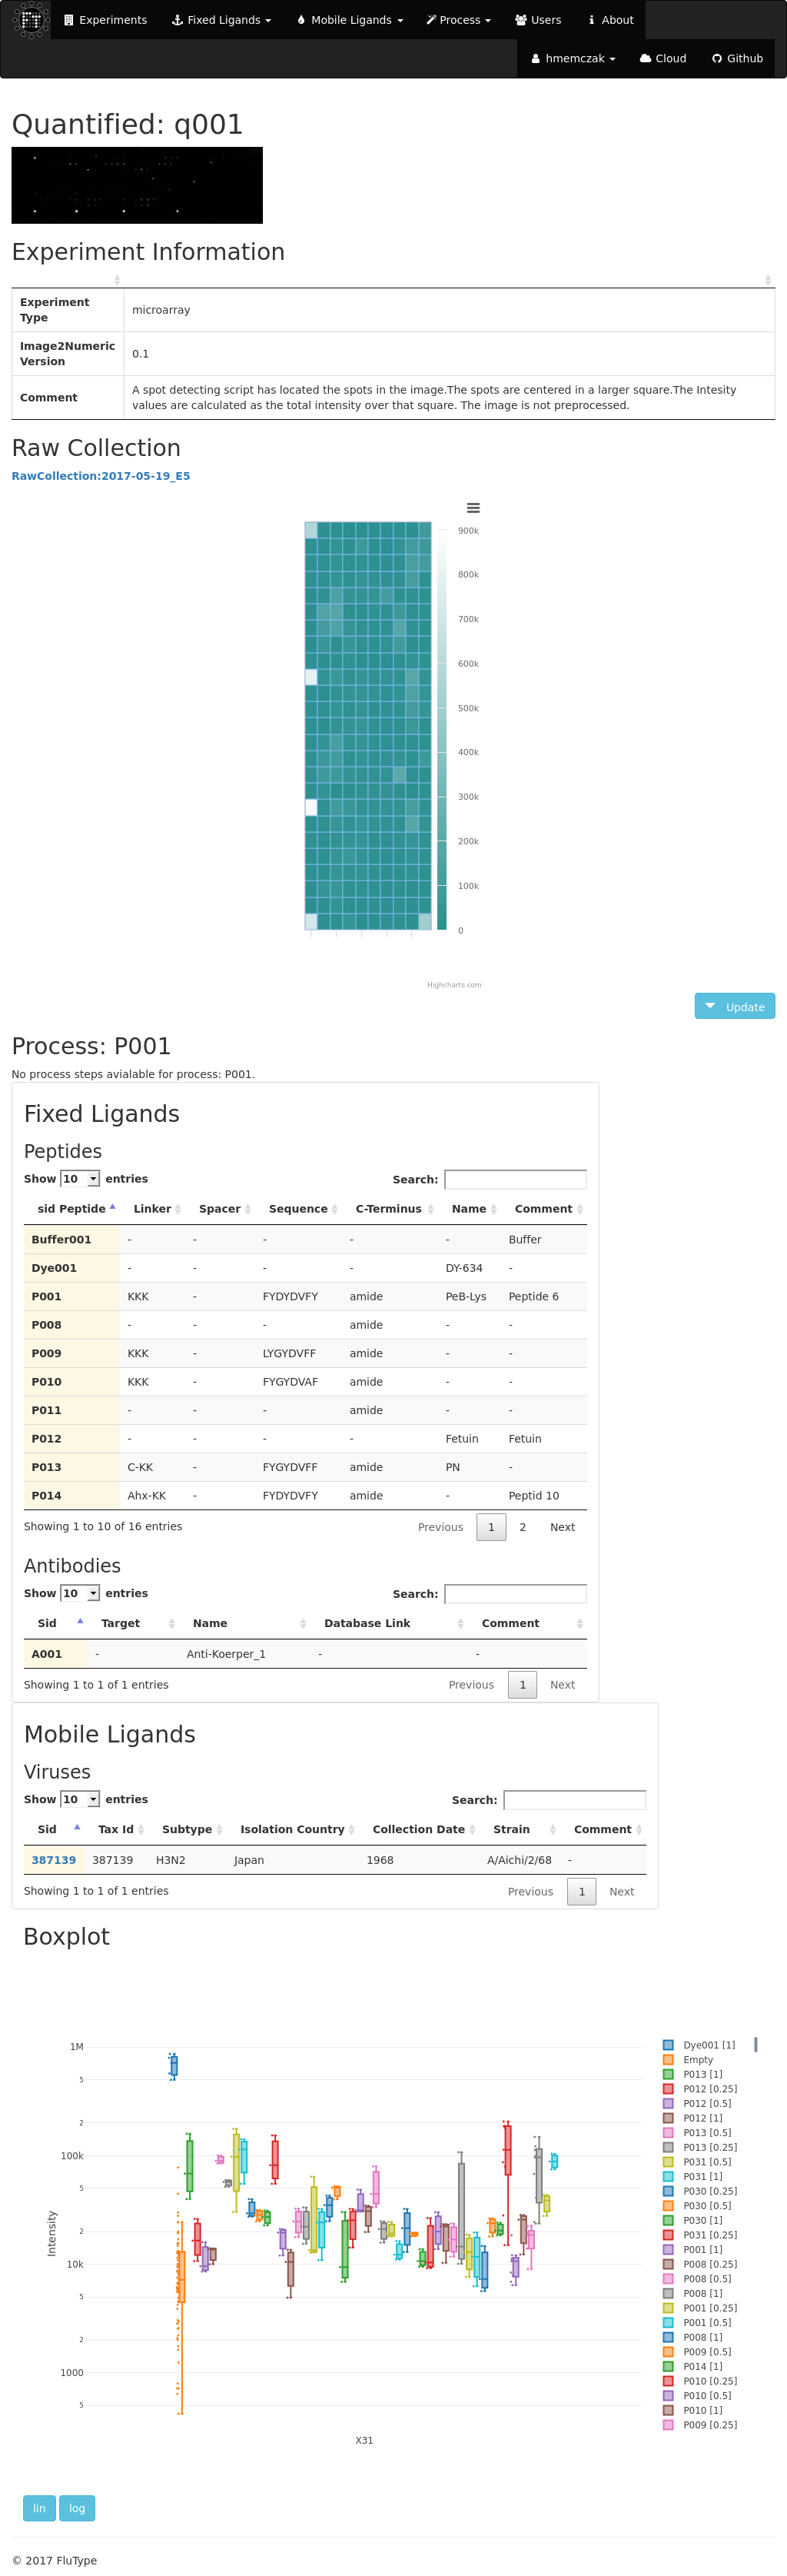 Experiments Fixed Ligands Mobile Ligands Process Users About
hmemczak Cloud Github
Quantified: q001
Experiment Information
Experiment
Type
microarray
Image2Numeric
Version
0.1
Comment
A spot detecting script has located the spots in the image.The spots are centered in a larger square.The Intesity
values are calculated as the total intensity over that square. The image is not preprocessed.
Raw Collection
RawCollection:2017-05-19_E5
900k
800k
700k
600k
500k
400k
300k
200k
100k
0
Highcharts.com
Update
Process: P001
No process steps avialable for process: P001.
Fixed Ligands
Peptides
Show 10 entries Search:
sid Peptide Linker Spacer Sequence C-Terminus Name Comment
Buffer001 - - - - - Buffer
Dye001 - - - - DY-634 -
P001 KKK - FYDYDVFY amide PeB-Lys Peptide 6
P008 - - - amide - -
P009 KKK - LYGYDVFF amide - -
P010 KKK - FYGYDVAF amide - -
P011 - - - amide - -
P012 - - - - Fetuin Fetuin
P013 C-KK - FYGYDVFF amide PN -
P014 Ahx-KK - FYDYDVFY amide - Peptid 10
Showing 1 to 10 of 16 entries Previous 1 2 Next
Antibodies
Show 10 entries Search:
Sid Target Name Database Link Comment
A001 - Anti-Koerper_1 - -
Showing 1 to 1 of 1 entries Previous 1 Next
Mobile Ligands
Viruses
Show 10 entries Search:
Sid Tax Id Subtype Isolation Country Collection Date Strain Comment
387139 387139 H3N2 Japan 1968 A/Aichi/2/68 -
Showing 1 to 1 of 1 entries Previous 1 Next
Boxplot
1M
5
2
100k
5
2
10k
5
2
1000
5
Intensity
X31
Dye001 [1]
Empty
P013 [1]
P012 [0.25]
P012 [0.5]
P012 [1]
P013 [0.5]
P013 [0.25]
P031 [0.5]
P031 [1]
P030 [0.25]
P030 [0.5]
P030 [1]
P031 [0.25]
P001 [1]
P008 [0.25]
P008 [0.5]
P008 [1]
P001 [0.25]
P001 [0.5]
P008 [1]
P009 [0.5]
P014 [1]
P010 [0.25]
P010 [0.5]
P010 [1]
P009 [0.25]
lin log
© 2017 FluType